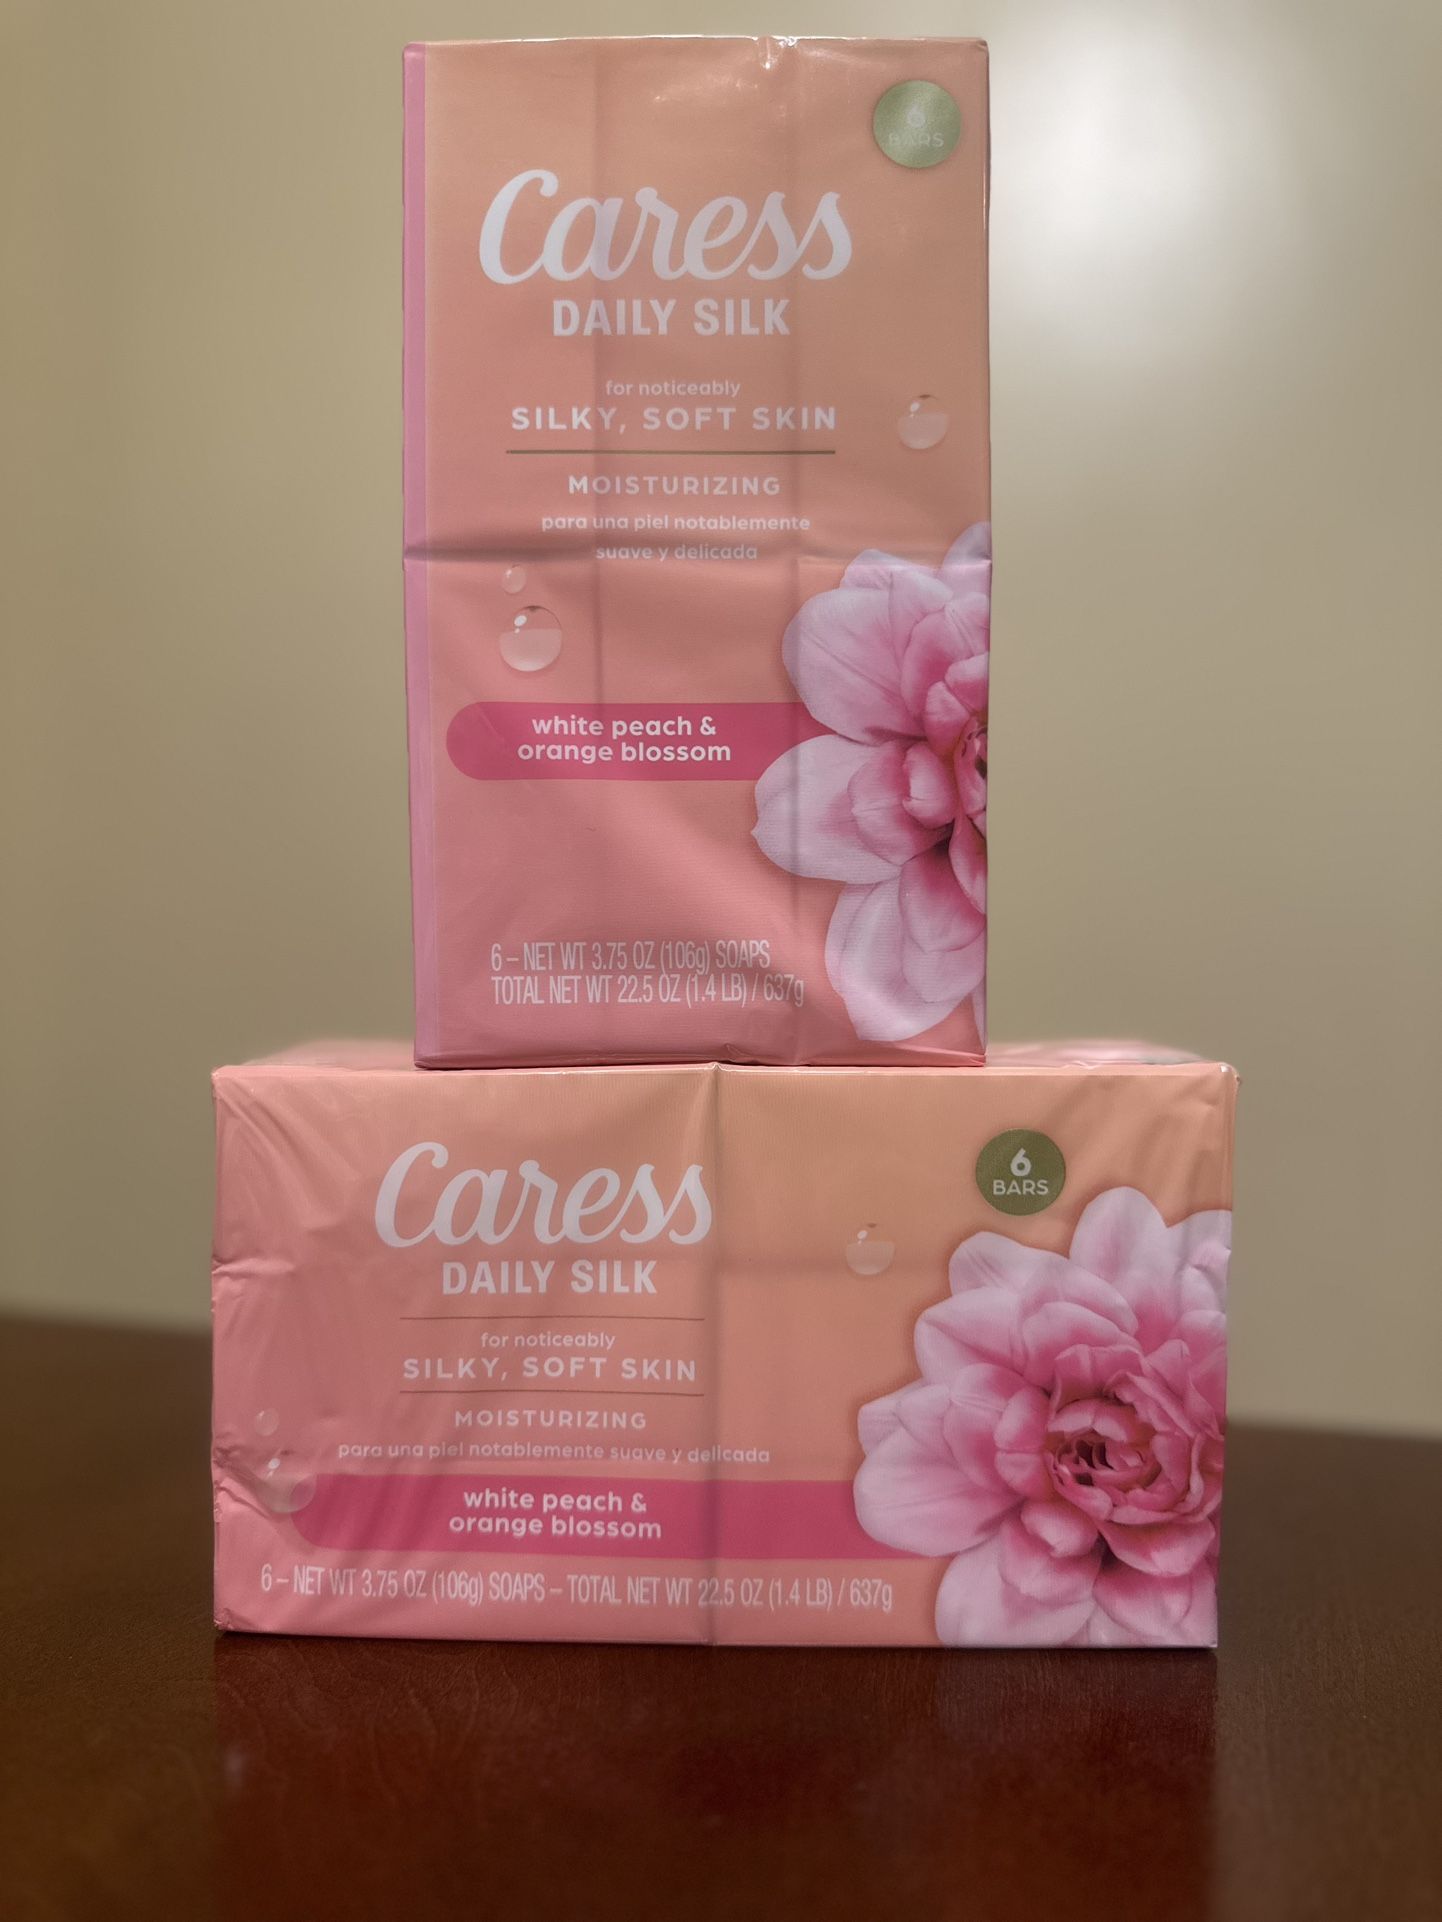 6
BARS
Caress
DAILY SILK
for noticeably
SILKY, SOFT SKIN
MOISTURIZING
para una piel notablemente
suave y delicada
white peach &
orange blossom
6 – NET WT 3.75 OZ (106g) SOAPS
TOTAL NET WT 22.5 OZ (1.4 LB) / 637g
Caress
6
BARS
DAILY SILK
for noticeably
SILKY, SOFT SKIN
MOISTURIZING
para una piel notablemente suave y delicada
white peach &
orange blossom
6 – NET WT 3.75 OZ (106g) SOAPS – TOTAL NET WT 22.5 OZ (1.4 LB) / 637g